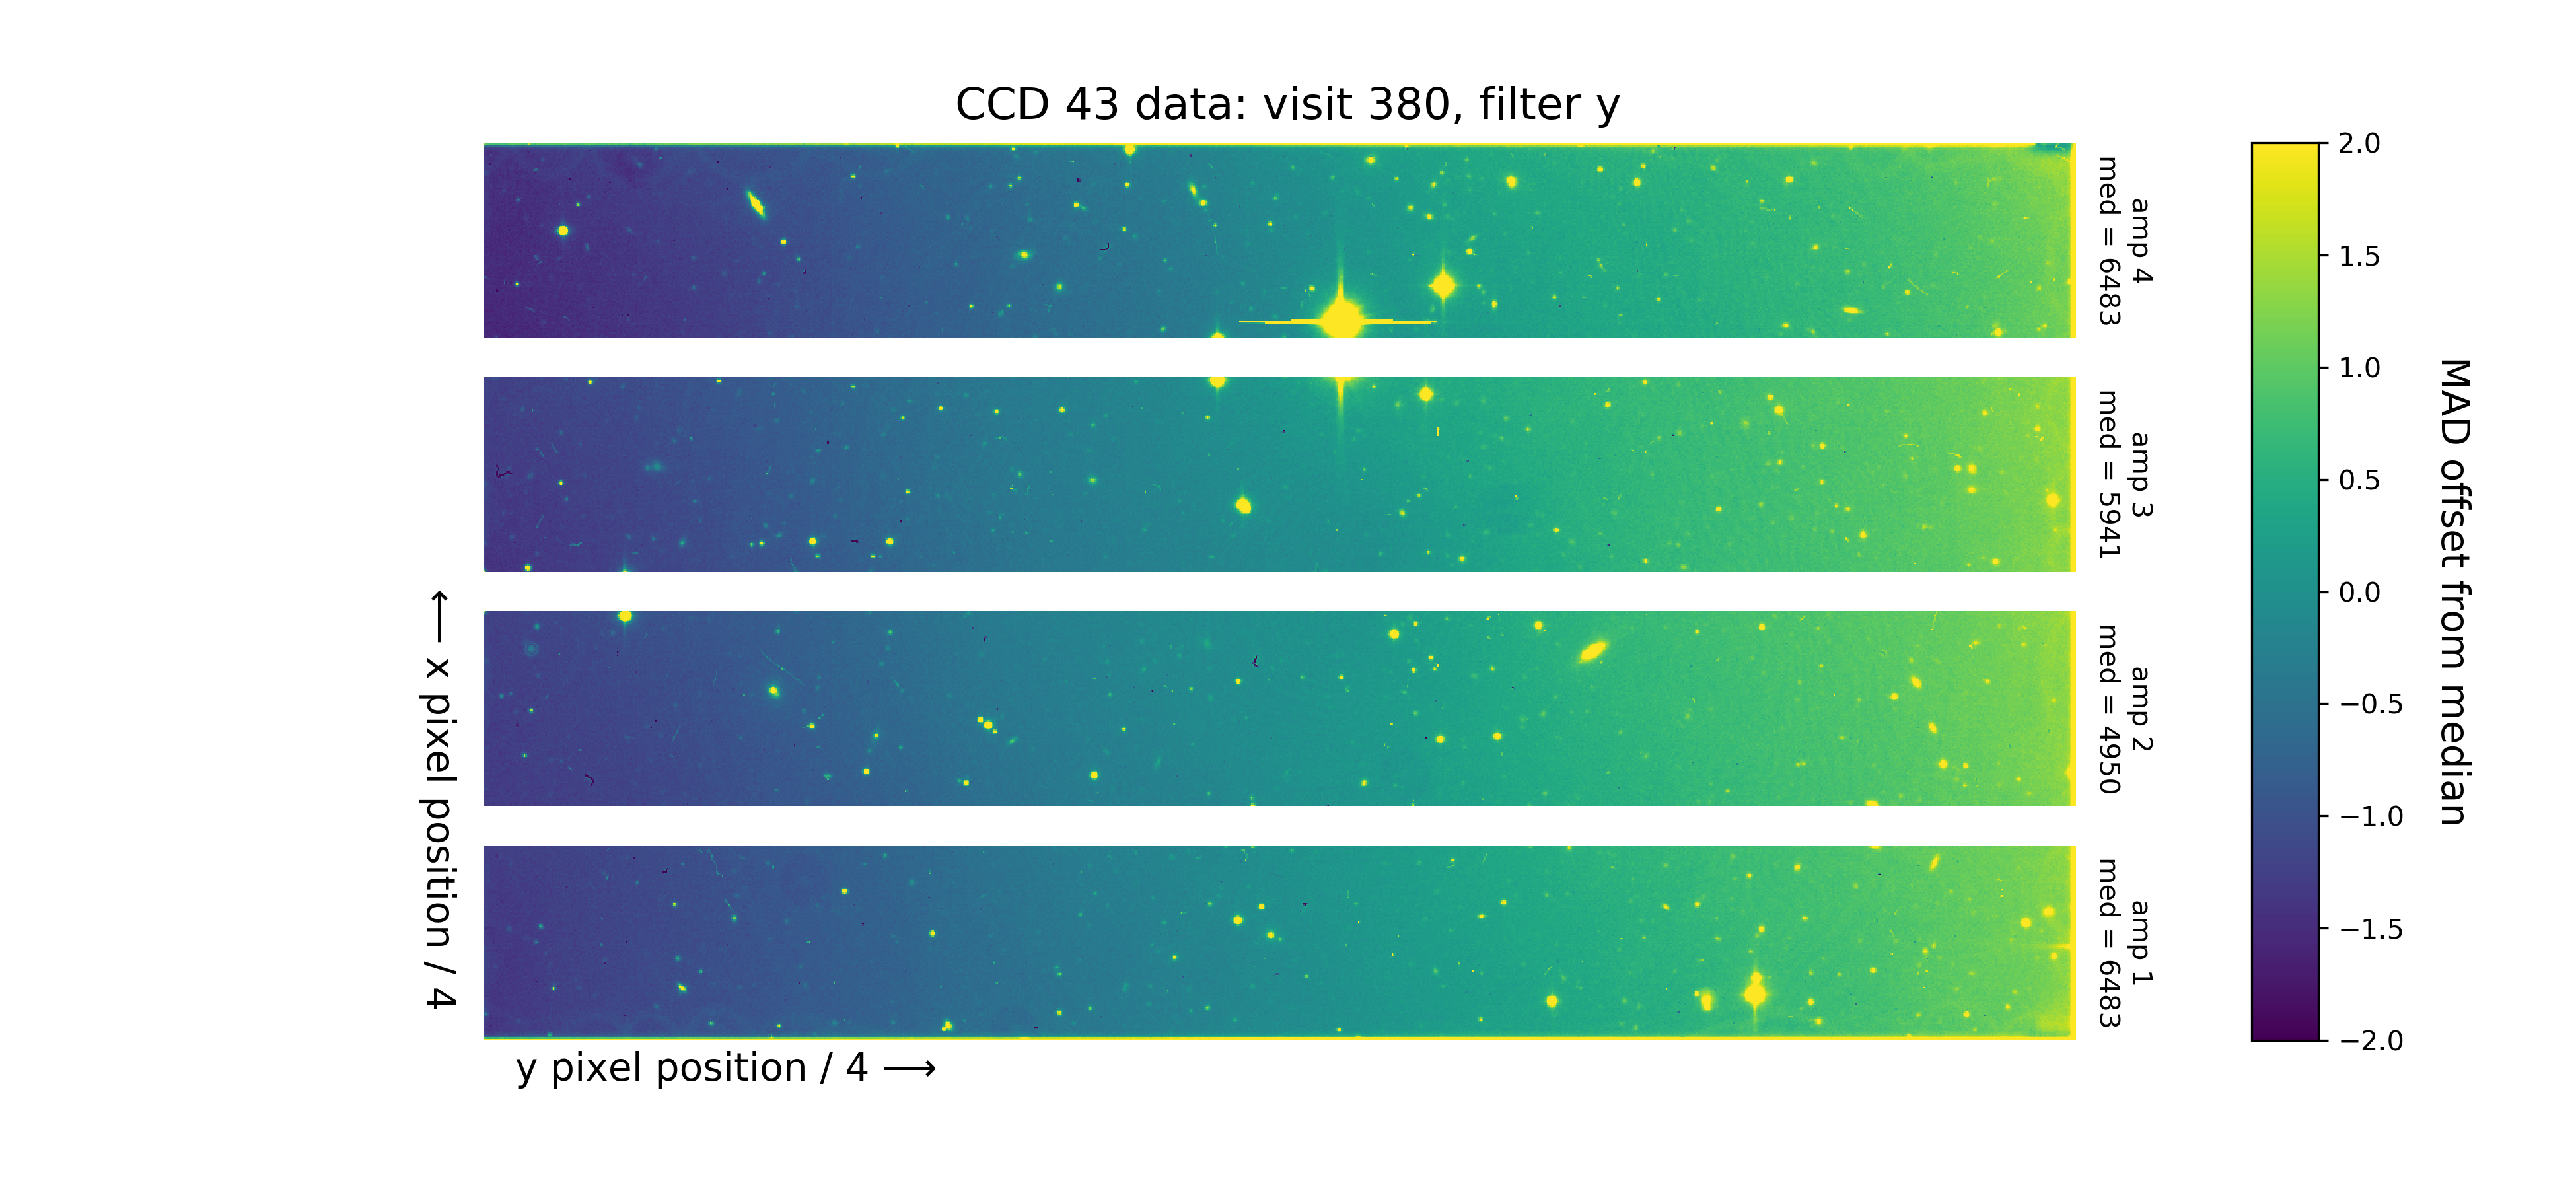 CCD 43 data: visit 380, filter y
amp 4
med = 6483
amp 3
med = 5941
amp 2
med = 4950
amp 1
med = 6483
⟵ x pixel position / 4
y pixel position / 4 ⟶
2.0
1.5
1.0
0.5
0.0
−0.5
−1.0
−1.5
−2.0
MAD offset from median